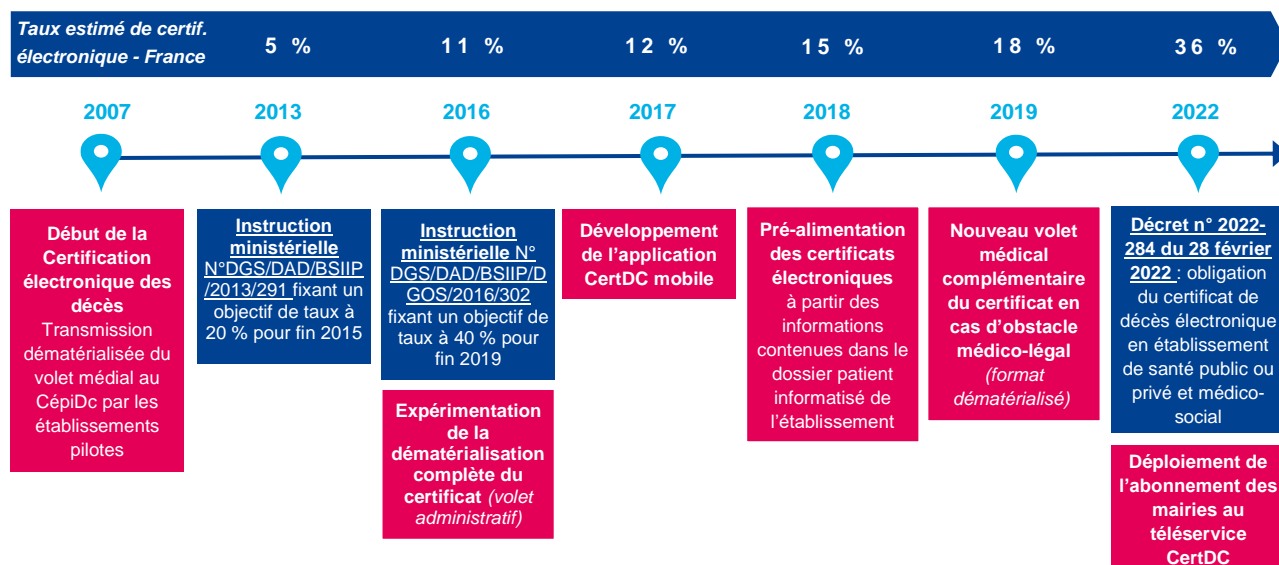 Taux estimé de certif.
électronique - France
5 %
11 %
12 %
15 %
18 %
36 %
2007
2013
2016
2017
2018
2019
2022
Début de la
Certification
électronique des
décès
Transmission
dématérialisée du
volet médial au
CépiDc par les
établissements
pilotes
Instruction
ministérielle
N°DGS/DAD/BSIIP
/2013/291 fixant un
objectif de taux à
20 % pour fin 2015
Instruction
ministérielle N°
DGS/DAD/BSIIP/D
GOS/2016/302
fixant un objectif de
taux à 40 % pour
fin 2019
Expérimentation
de la
dématérialisation
complète du
certificat (volet
administratif)
Développement
de l'application
CertDC mobile
Pré-alimentation
des certificats
électroniques
à partir des
informations
contenues dans le
dossier patient
informatisé de
l'établissement
Nouveau volet
médical
complémentaire
du certificat en
cas d'obstacle
médico-légal
(format
dématérialisé)
Décret n° 2022-
284 du 28 février
2022 : obligation
du certificat de
décès électronique
en établissement
de santé public ou
privé et médico-
social
Déploiement de
l'abonnement des
mairies au
téléservice
CertDC